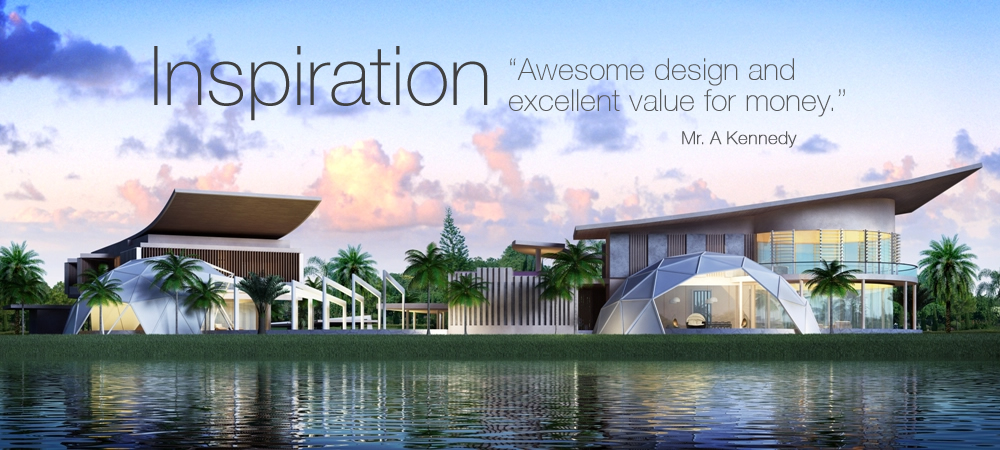 Inspiration
“Awesome design and
excellent value for money.”
Mr. A Kennedy